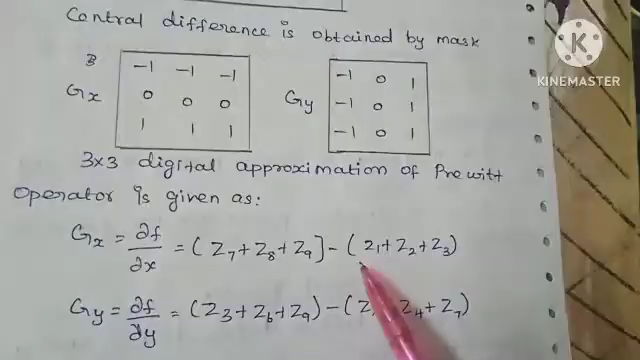 Central difference is obtained by mask
KINEMASTER
3
-1 -1 -1
Gx 0 0 0
1 1 1
-1 0 1
Gy -1 0 1
-1 0 1
3x3 digital approximation of Prewitt
Operator is given as:
Gx = ∂f/∂x = (Z7+Z8+Z9] - (Z1+Z2+Z3)
Gy = ∂f/∂y = (Z3+Z6+Z9) - (Z Z4+Z7)